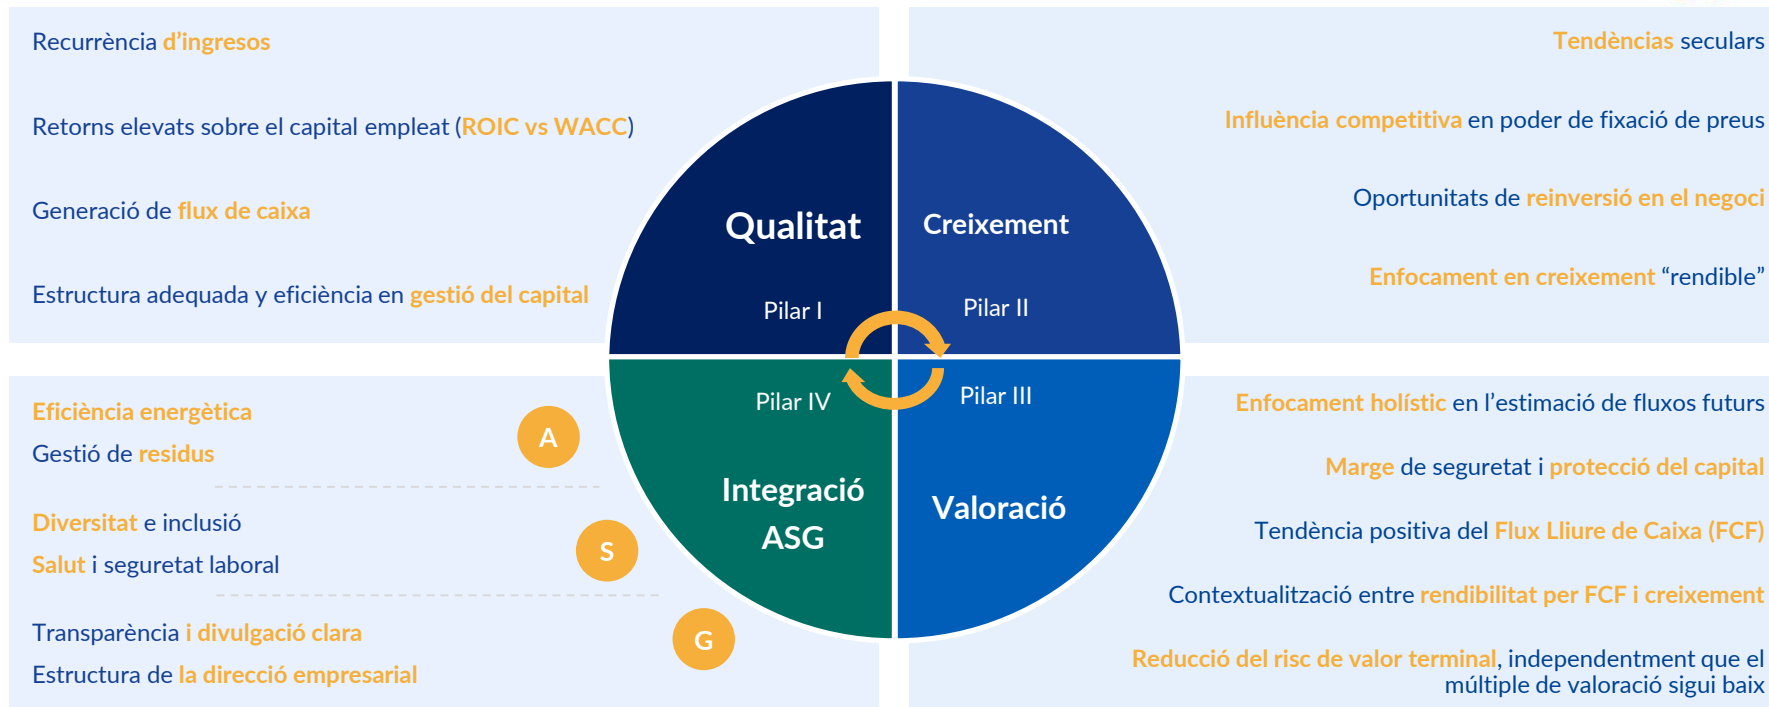 Recurrència d’ingresos
Retorns elevats sobre el capital empleat (ROIC vs WACC)
Generació de flux de caixa
Estructura adequada y eficiència en gestió del capital
Qualitat
Pilar I
Tendèncias seculars
Influència competitiva en poder de fixació de preus
Oportunitats de reinversió en el negoci
Enfocament en creixement “rendible”
Creixement
Pilar II
Eficiència energètica
Gestió de residus
A
Diversitat e inclusió
Salut i seguretat laboral
S
Transparència i divulgació clara
Estructura de la direcció empresarial
G
Pilar IV
Integració
ASG
Pilar III
Valoració
Enfocament holístic en l’estimació de fluxos futurs
Marge de seguretat i protecció del capital
Tendència positiva del Flux Lliure de Caixa (FCF)
Contextualització entre rendibilitat per FCF i creixement
Reducció del risc de valor terminal, independentment que el
múltiple de valoració sigui baix